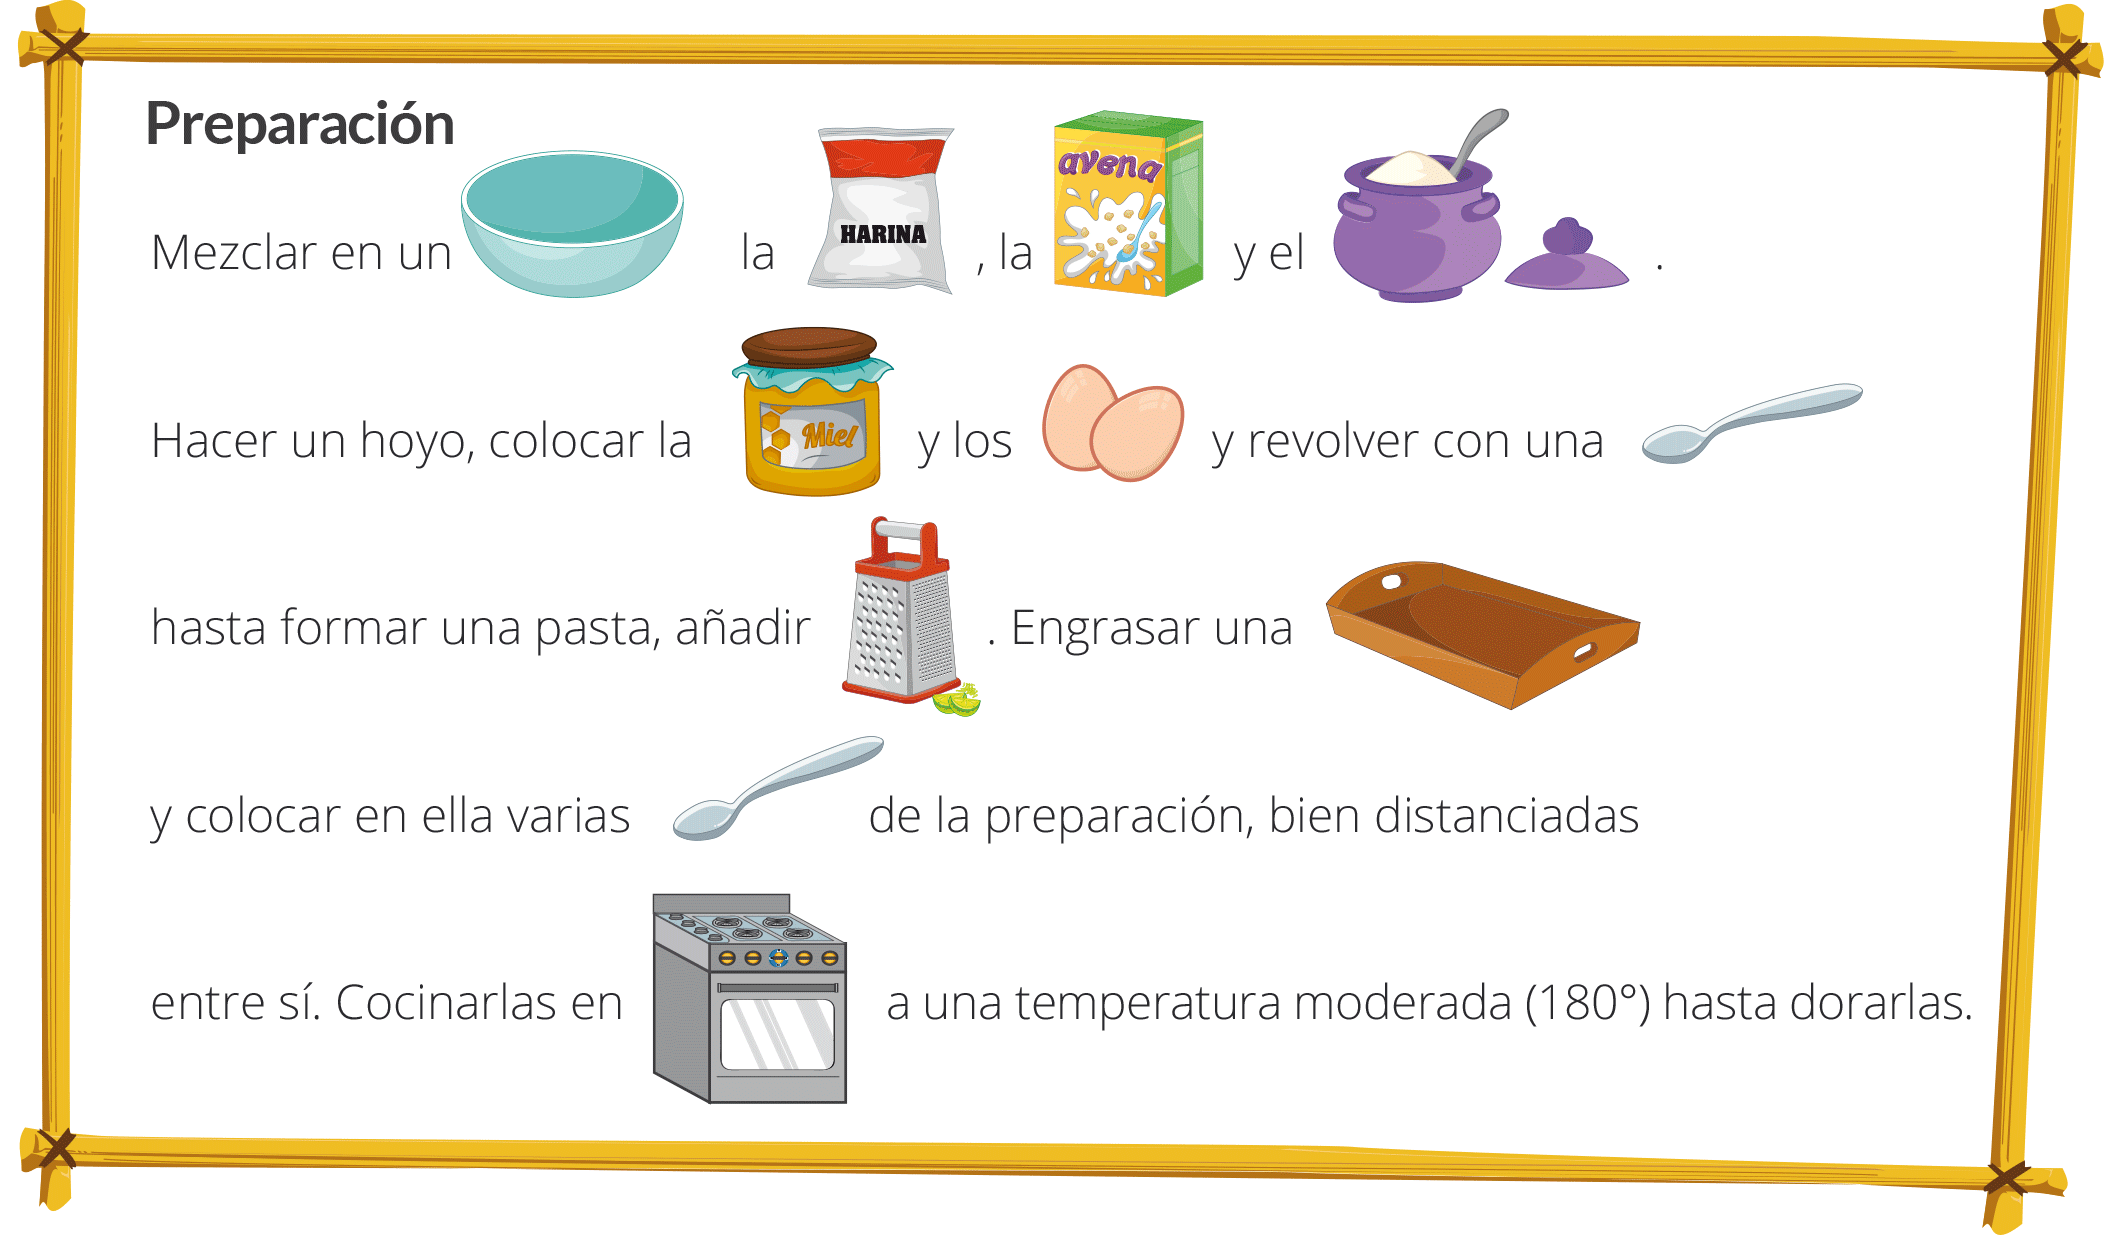 Preparación
Mezclar en un la HARINA , la avena y el .
Hacer un hoyo, colocar la Miel y los y revolver con una
hasta formar una pasta, añadir . Engrasar una
y colocar en ella varias de la preparación, bien distanciadas
entre sí. Cocinarlas en a una temperatura moderada (180°) hasta dorarlas.